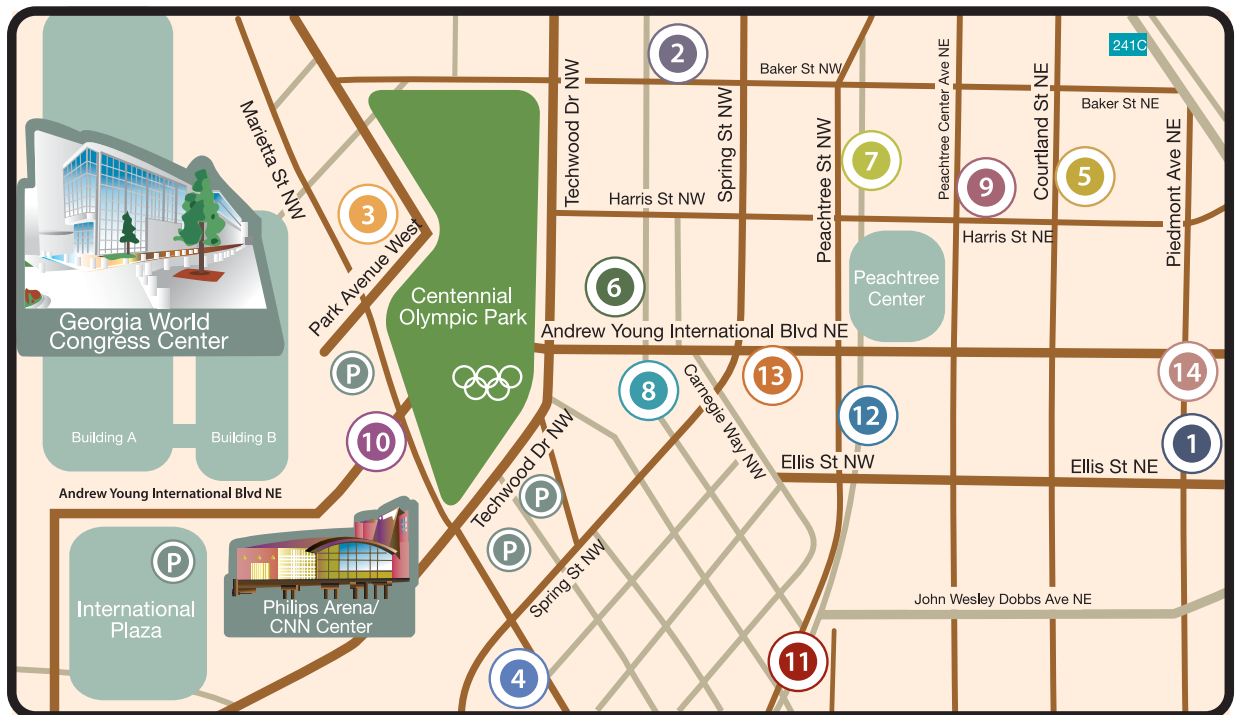 241C
2
Baker St NW
Baker St NE
Marietta St NW
Techwood Dr NW
Spring St NW
Peachtree St NW
Peachtree Center Ave NE
Courtland St NE
Piedmont Ave NE
7
9
5
3
Harris St NW
Harris St NE
Park Avenue West
Centennial
Olympic Park
6
Peachtree
Center
Georgia World
Congress Center
Andrew Young International Blvd NE
P
8
13
14
Carnegie Way NW
12
Building A
Building B
10
1
Techwood Dr NW
Ellis St NW
Ellis St NE
Andrew Young International Blvd NE
P
P
P
Spring St NW
International
Plaza
Philips Arena/
CNN Center
John Wesley Dobbs Ave NE
4
11